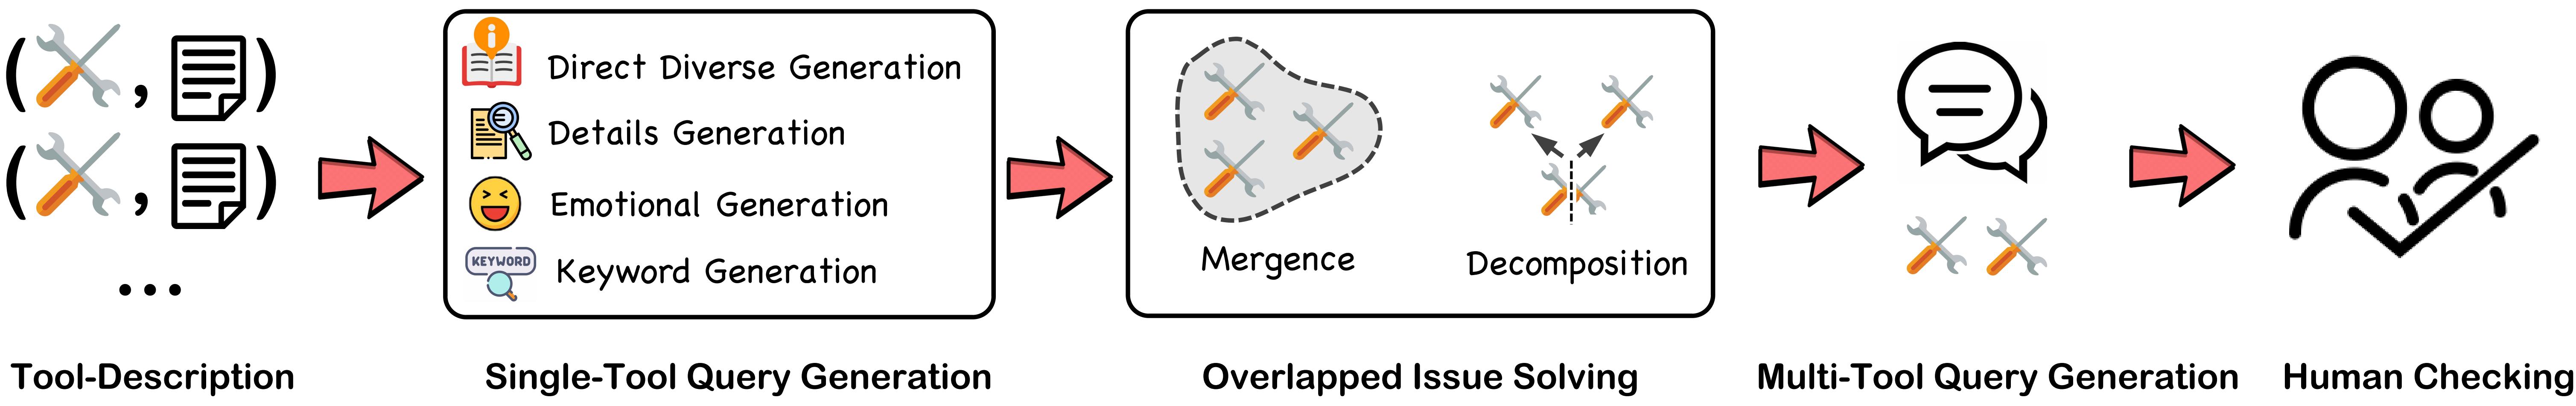 ( , )
( , )
...
Tool-Description
i
Direct Diverse Generation
Details Generation
Emotional Generation
KEYWORD
Keyword Generation
Single-Tool Query Generation
Mergence
Decomposition
Overlapped Issue Solving
Multi-Tool Query Generation
Human Checking